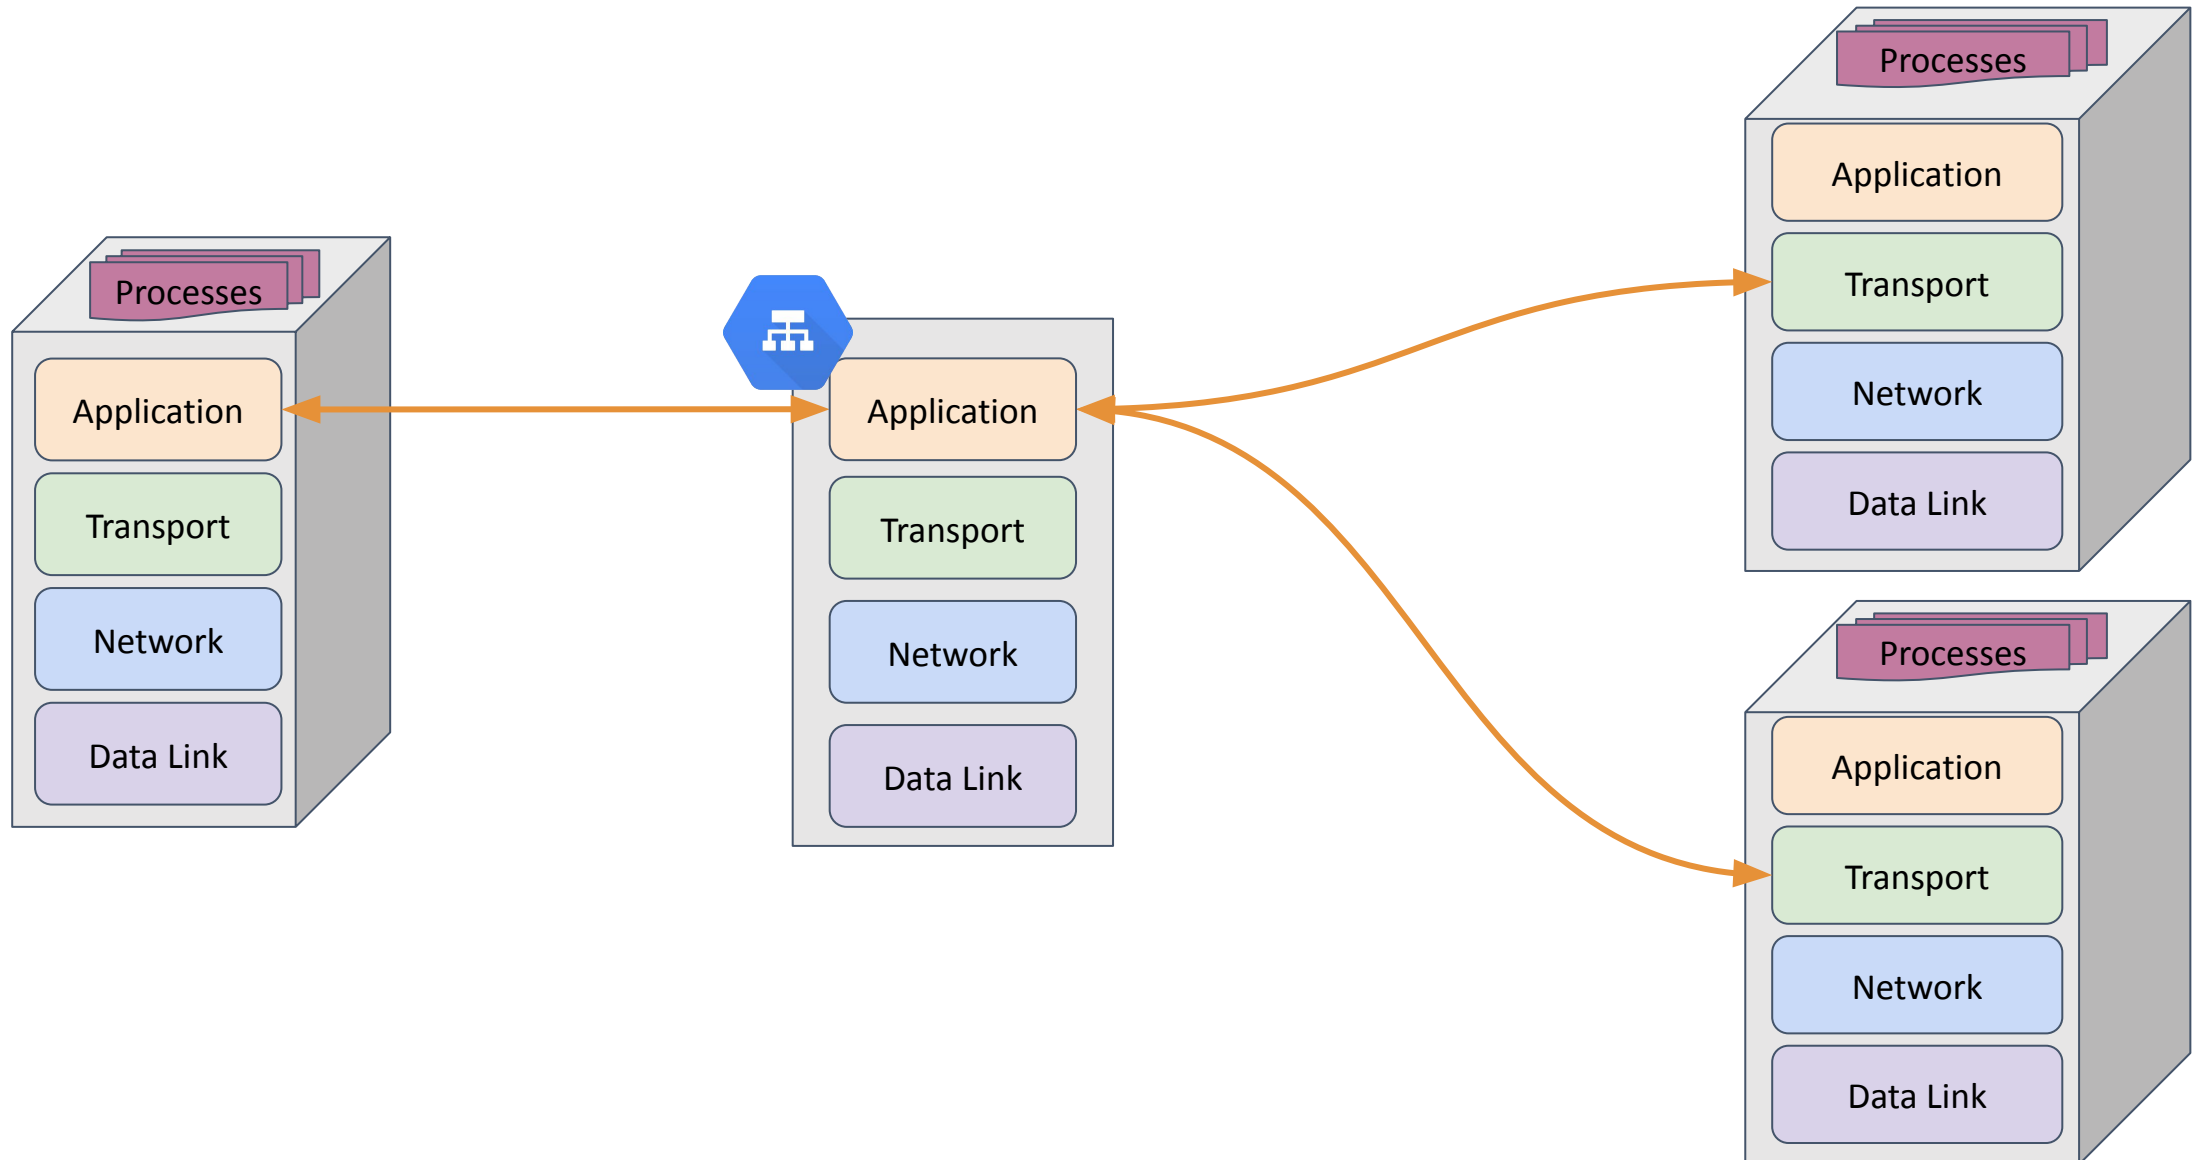 Processes
Application
Transport
Network
Data Link
Application
Transport
Network
Data Link
Processes
Application
Transport
Network
Data Link
Processes
Application
Transport
Network
Data Link